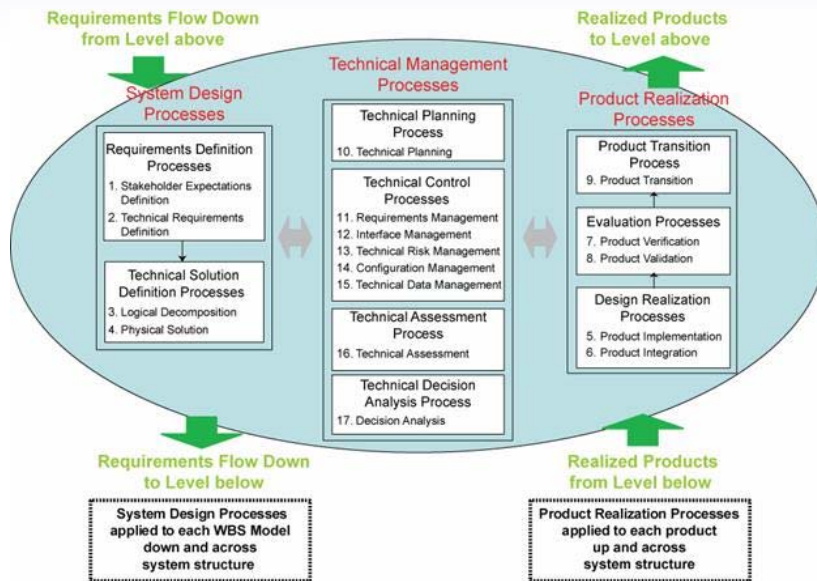 Requirements Flow Down
from Level above
Realized Products
to Level above
System Design
Processes
Requirements Definition
Processes
1. Stakeholder Expectations
Definition
2. Technical Requirements
Definition
Technical Solution
Definition Processes
3. Logical Decomposition
4. Physical Solution
Technical Management
Processes
Technical Planning
Process
10. Technical Planning
Technical Control
Processes
11. Requirements Management
12. Interface Management
13. Technical Risk Management
14. Configuration Management
15. Technical Data Management
Technical Assessment
Process
16. Technical Assessment
Technical Decision
Analysis Process
17. Decision Analysis
Product Realization
Processes
Product Transition
Process
9. Product Transition
Evaluation Processes
7. Product Verification
8. Product Validation
Design Realization
Processes
5. Product Implementation
6. Product Integration
Requirements Flow Down
to Level below
Realized Products
from Level below
System Design Processes
applied to each WBS Model
down and across
system structure
Product Realization Processes
applied to each product
up and across
system structure